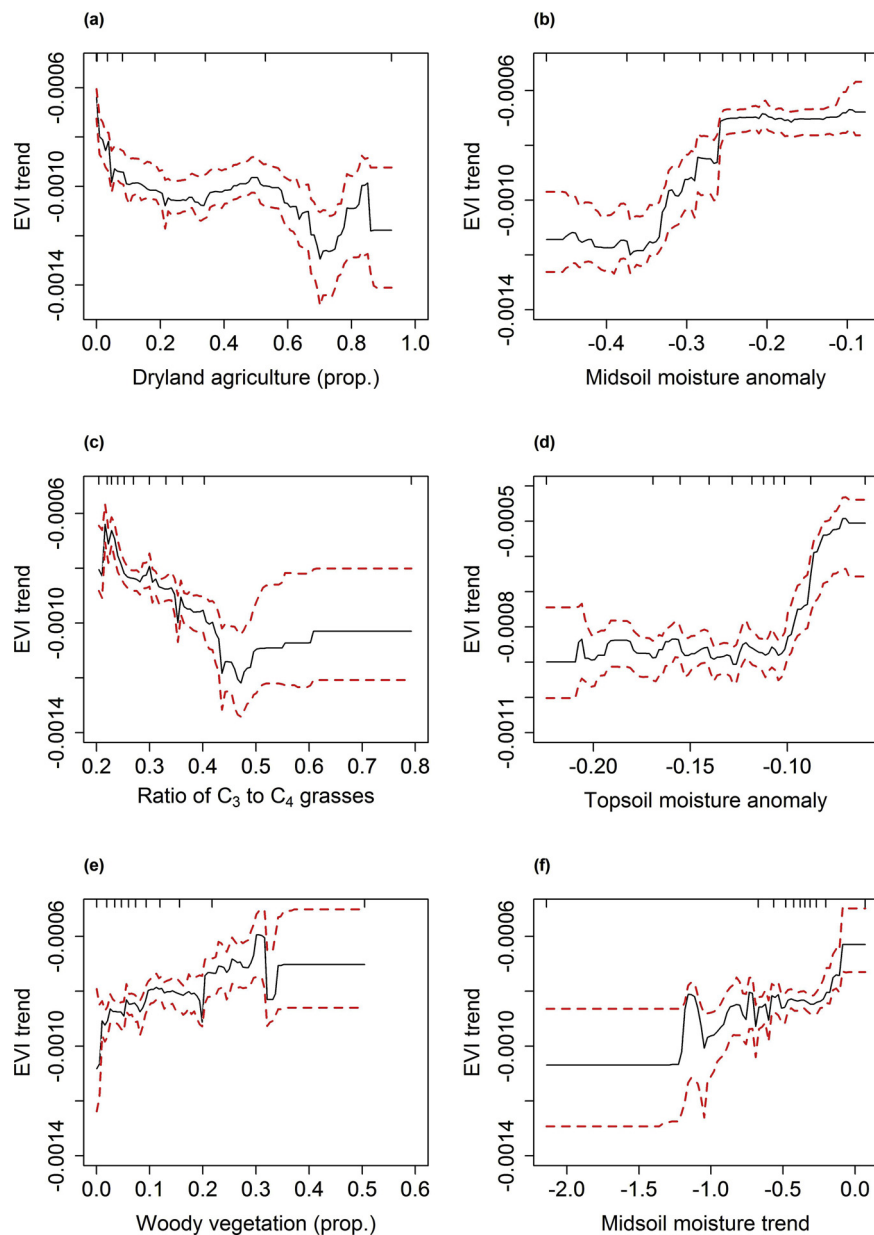 (a)
EVI trend
-0.0006
-0.0010
-0.0014
0.0 0.2 0.4 0.6 0.8 1.0
Dryland agriculture (prop.)
(b)
EVI trend
-0.0006
-0.0010
-0.0014
-0.4 -0.3 -0.2 -0.1
Midsoil moisture anomaly
(c)
EVI trend
-0.0006
-0.0010
-0.0014
0.2 0.3 0.4 0.5 0.6 0.7 0.8
Ratio of C3 to C4 grasses
(d)
EVI trend
-0.0005
-0.0008
-0.0011
-0.20 -0.15 -0.10
Topsoil moisture anomaly
(e)
EVI trend
-0.0006
-0.0010
-0.0014
0.0 0.1 0.2 0.3 0.4 0.5 0.6
Woody vegetation (prop.)
(f)
EVI trend
-0.0006
-0.0010
-0.0014
-2.0 -1.0 -0.5 0.0
Midsoil moisture trend